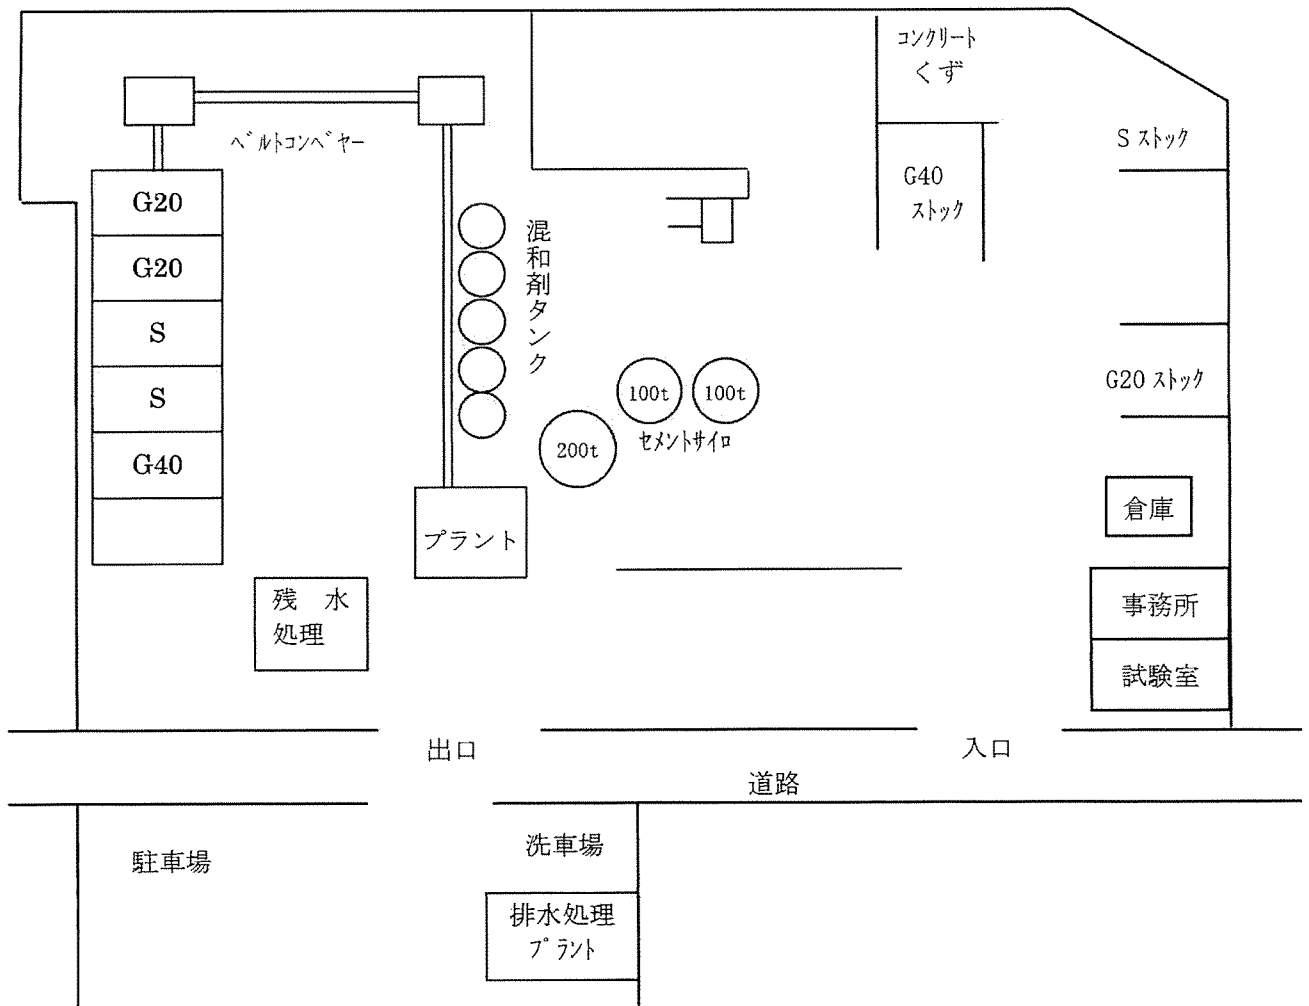 コンクリート
くず
ベルトコンベヤー
Sストック
G40
ストック
G20
G20
S
S
G40
混和剤タンク
G20ストック
100t
100t
セメントサイロ
200t
倉庫
プラント
残 水
処理
事務所
試験室
出口
入口
道路
駐車場
洗車場
排水処理
プラント